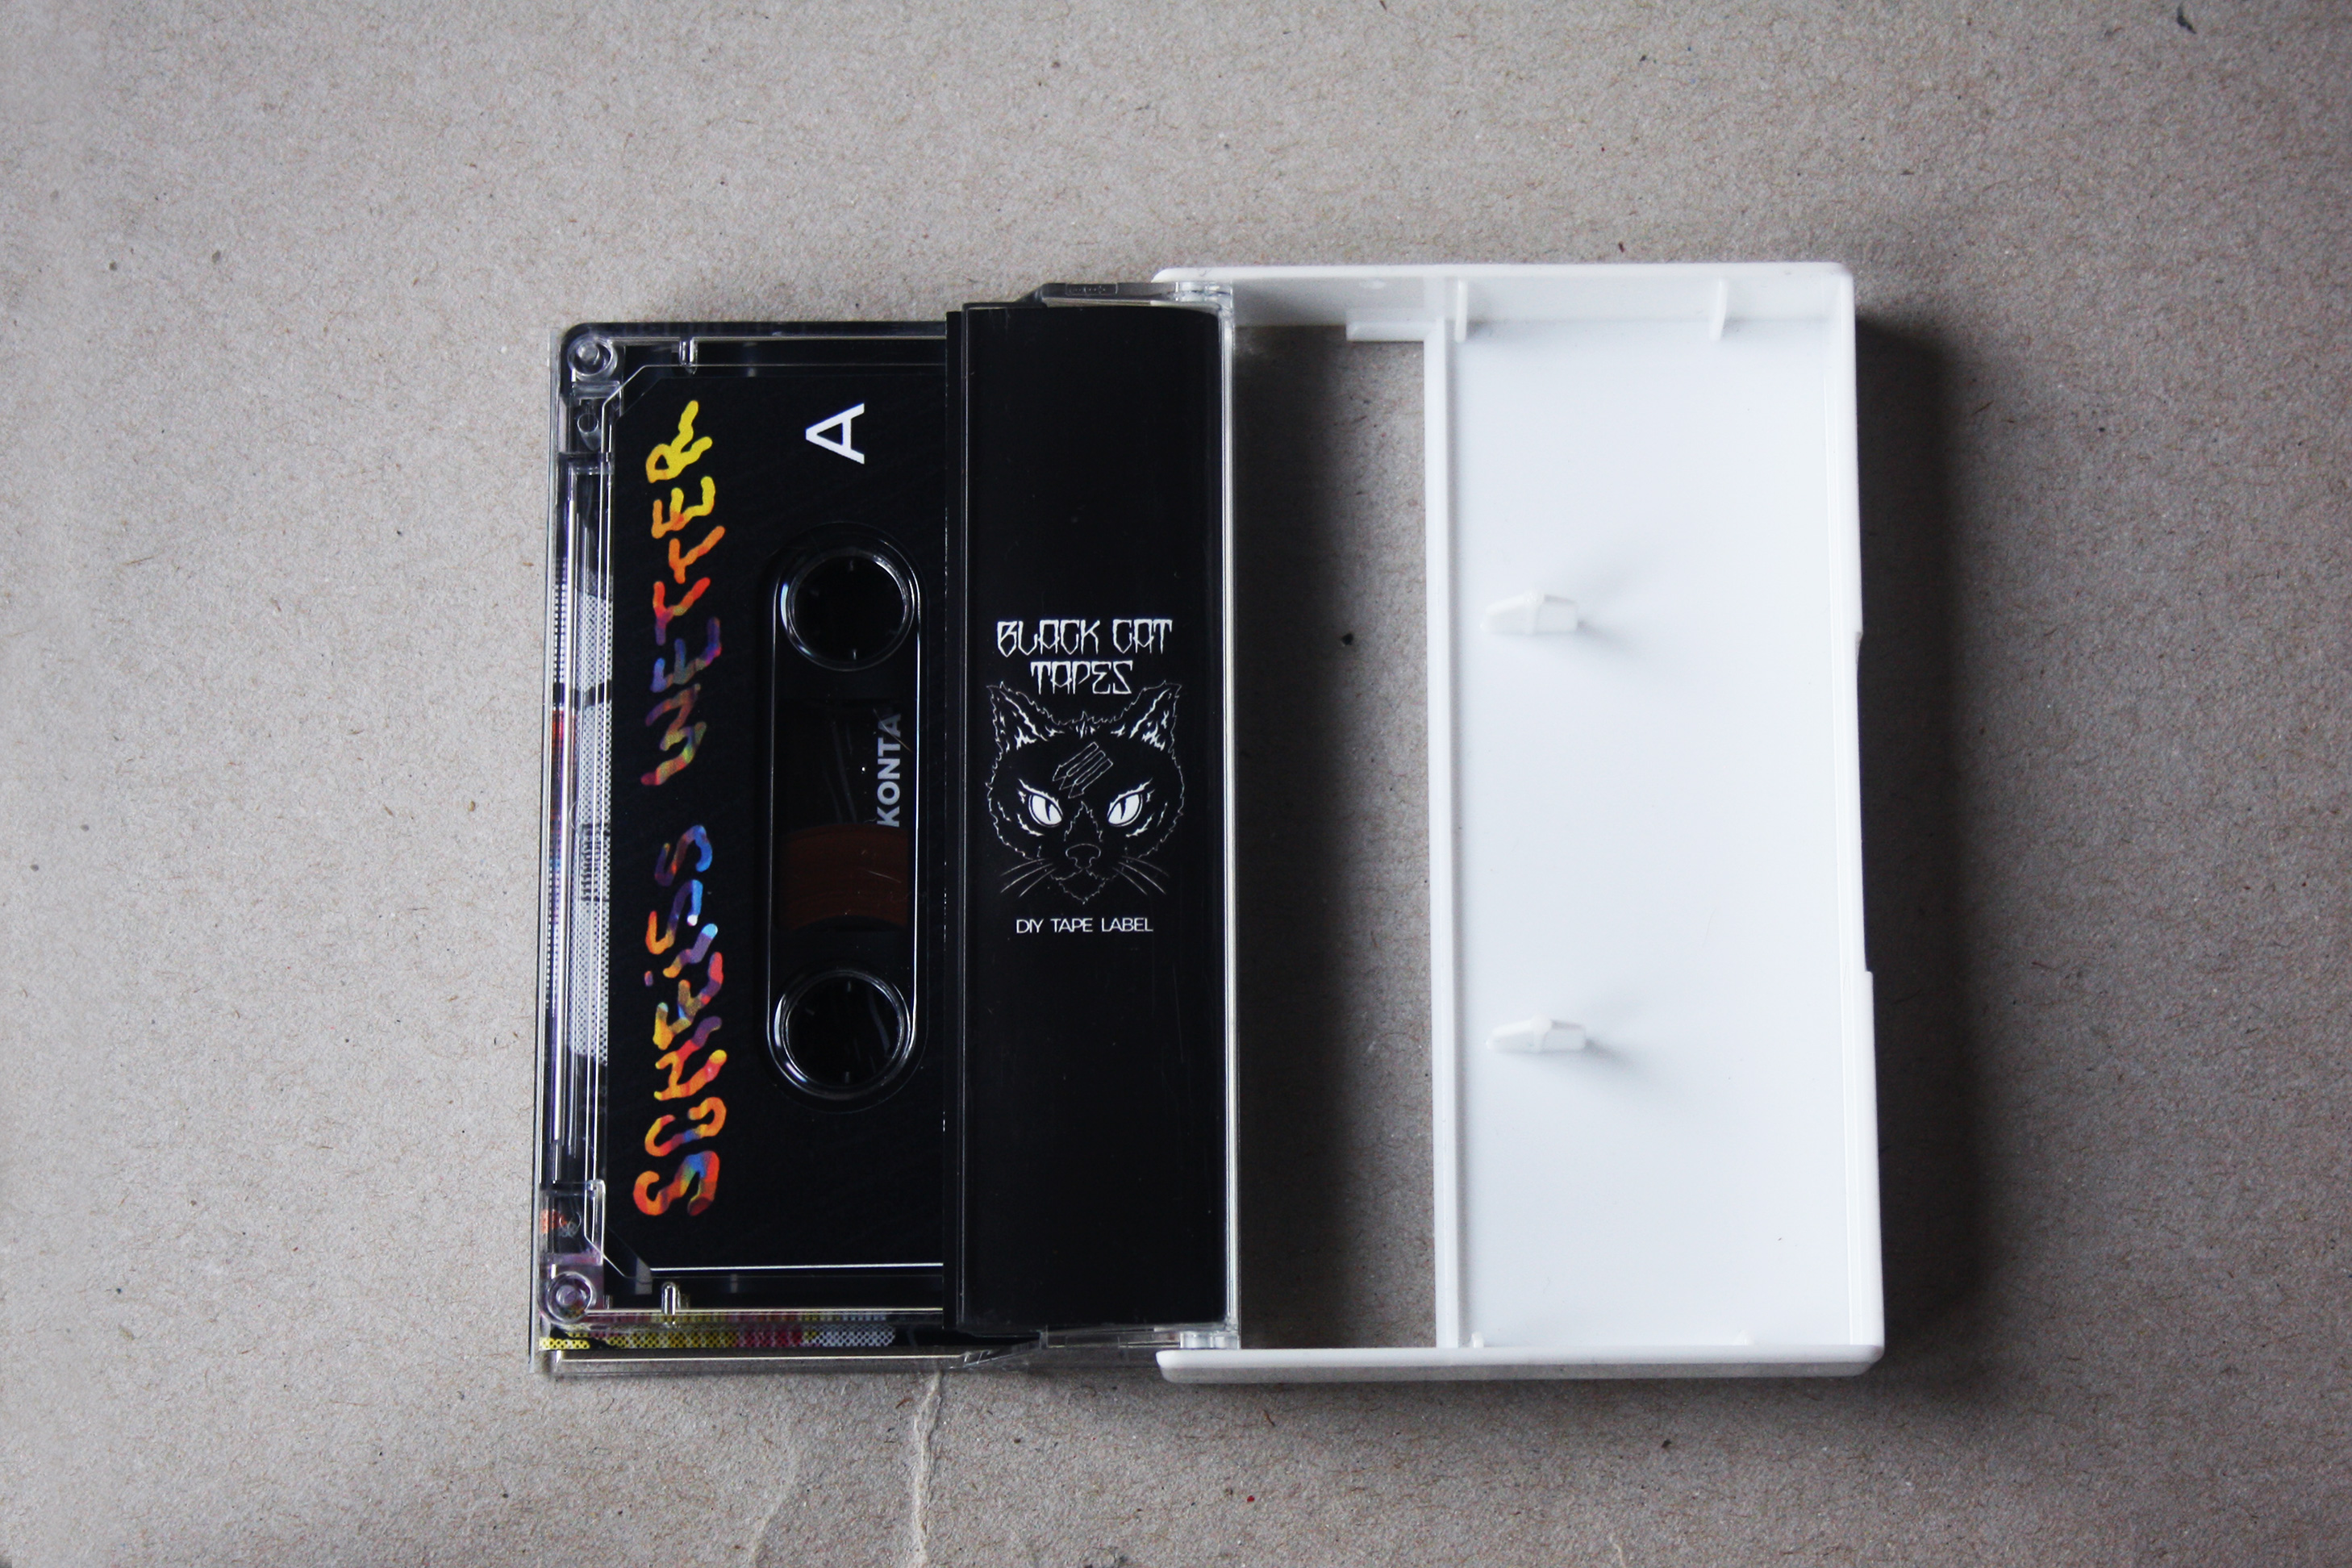 SCHEISS WETTER
A
KONTA
BLACK CAT
TAPES
DIY TAPE LABEL